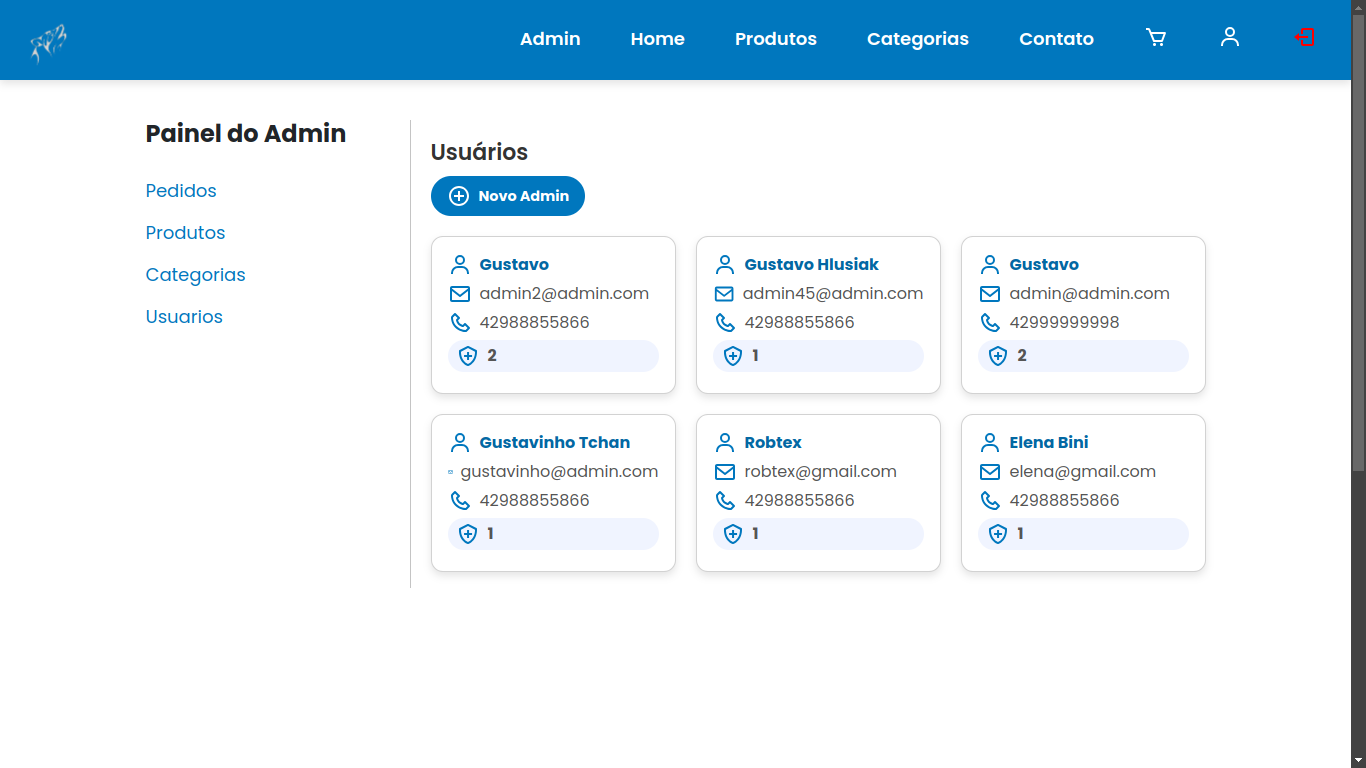 Admin Home Produtos Categorias Contato
Painel do Admin
Pedidos
Produtos
Categorias
Usuarios
Usuários
Novo Admin
Gustavo
admin2@admin.com
42988855866
2
Gustavo Hlusiak
admin45@admin.com
42988855866
1
Gustavo
admin@admin.com
42999999998
2
Gustavinho Tchan
gustavinho@admin.com
42988855866
1
Robtex
robtex@gmail.com
42988855866
1
Elena Bini
elena@gmail.com
42988855866
1